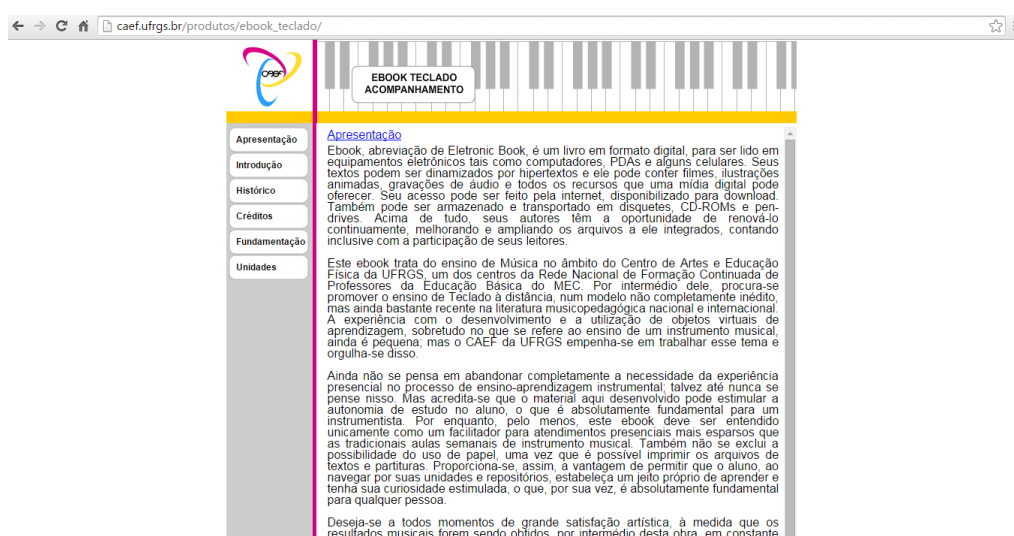 caef.ufrgs.br/produtos/ebook_teclado/
caef
EBOOK TECLADO
ACOMPANHAMENTO
Apresentação
Introdução
Histórico
Créditos
Fundamentação
Unidades
Apresentação
Ebook, abreviação de Eletronic Book, é um livro em formato digital, para ser lido em
equipamentos eletrônicos tais como computadores, PDAs e alguns celulares. Seus
textos podem ser dinamizados por hipertextos e ele pode conter filmes, ilustrações
animadas, gravações de áudio e todos os recursos que uma mídia digital pode
oferecer. Seu acesso pode ser feito pela internet, disponibilizado para download.
Também pode ser armazenado e transportado em disquetes, CD-ROMs e pen-
drives. Acima de tudo, seus autores têm a oportunidade de renová-lo
continuamente, melhorando e ampliando os arquivos a ele integrados, contando
inclusive com a participação de seus leitores.
Este ebook trata do ensino de Música no âmbito do Centro de Artes e Educação
Física da UFRGS, um dos centros da Rede Nacional de Formação Continuada de
Professores da Educação Básica do MEC. Por intermédio dele, procura-se
promover o ensino de Teclado à distância, num modelo não completamente inédito,
mas ainda bastante recente na literatura musicopedagógica nacional e internacional.
A experiência com o desenvolvimento e a utilização de objetos virtuais de
aprendizagem, sobretudo no que se refere ao ensino de um instrumento musical,
ainda é pequena; mas o CAEF da UFRGS empenha-se em trabalhar esse tema e
orgulha-se disso.
Ainda não se pensa em abandonar completamente a necessidade da experiência
presencial no processo de ensino-aprendizagem instrumental; talvez até nunca se
pense nisso. Mas acredita-se que o material aqui desenvolvido pode estimular a
autonomia de estudo no aluno, o que é absolutamente fundamental para um
instrumentista. Por enquanto, pelo menos, este ebook deve ser entendido
unicamente como um facilitador para atendimentos presenciais mais esparsos que
as tradicionais aulas semanais de instrumento musical. Também não se exclui a
possibilidade do uso de papel, uma vez que é possível imprimir os arquivos de
textos e partituras. Proporciona-se, assim, a vantagem de permitir que o aluno, ao
navegar por suas unidades e repositórios, estabeleça um jeito próprio de aprender e
tenha sua curiosidade estimulada, o que, por sua vez, é absolutamente fundamental
para qualquer pessoa.
Deseja-se a todos momentos de grande satisfação artística, à medida que os
resultados musicais forem sendo obtidos, por intermédio desta obra, em constante